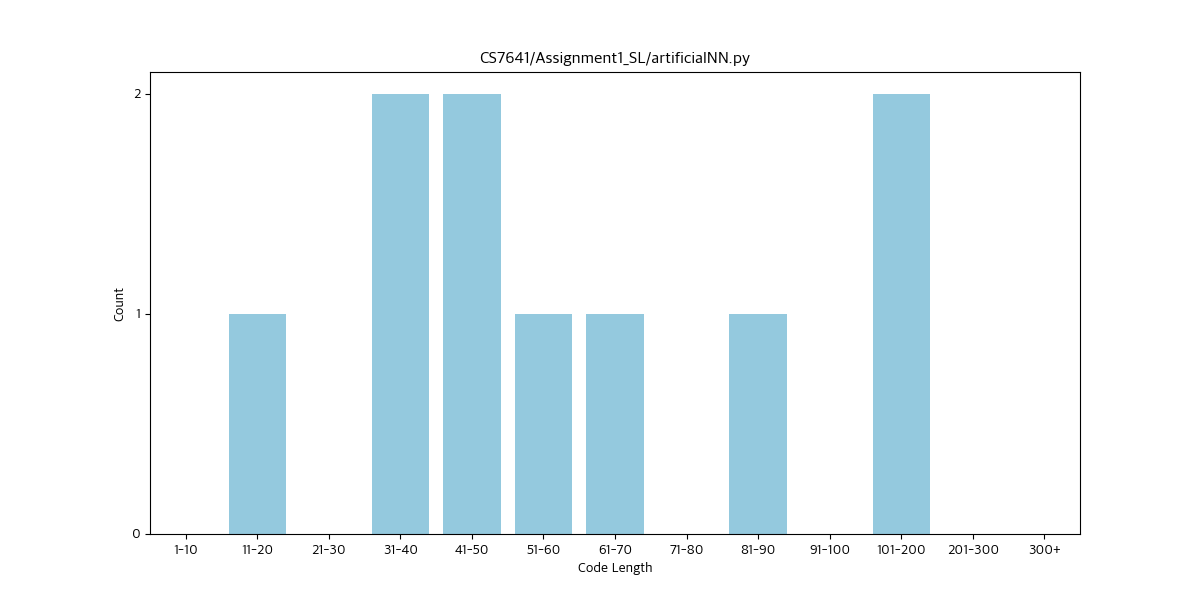 CS7641/Assignment1_SL/artificialNN.py
2
1
0
Count
1-10 11-20 21-30 31-40 41-50 51-60 61-70 71-80 81-90 91-100 101-200 201-300 300+
Code Length